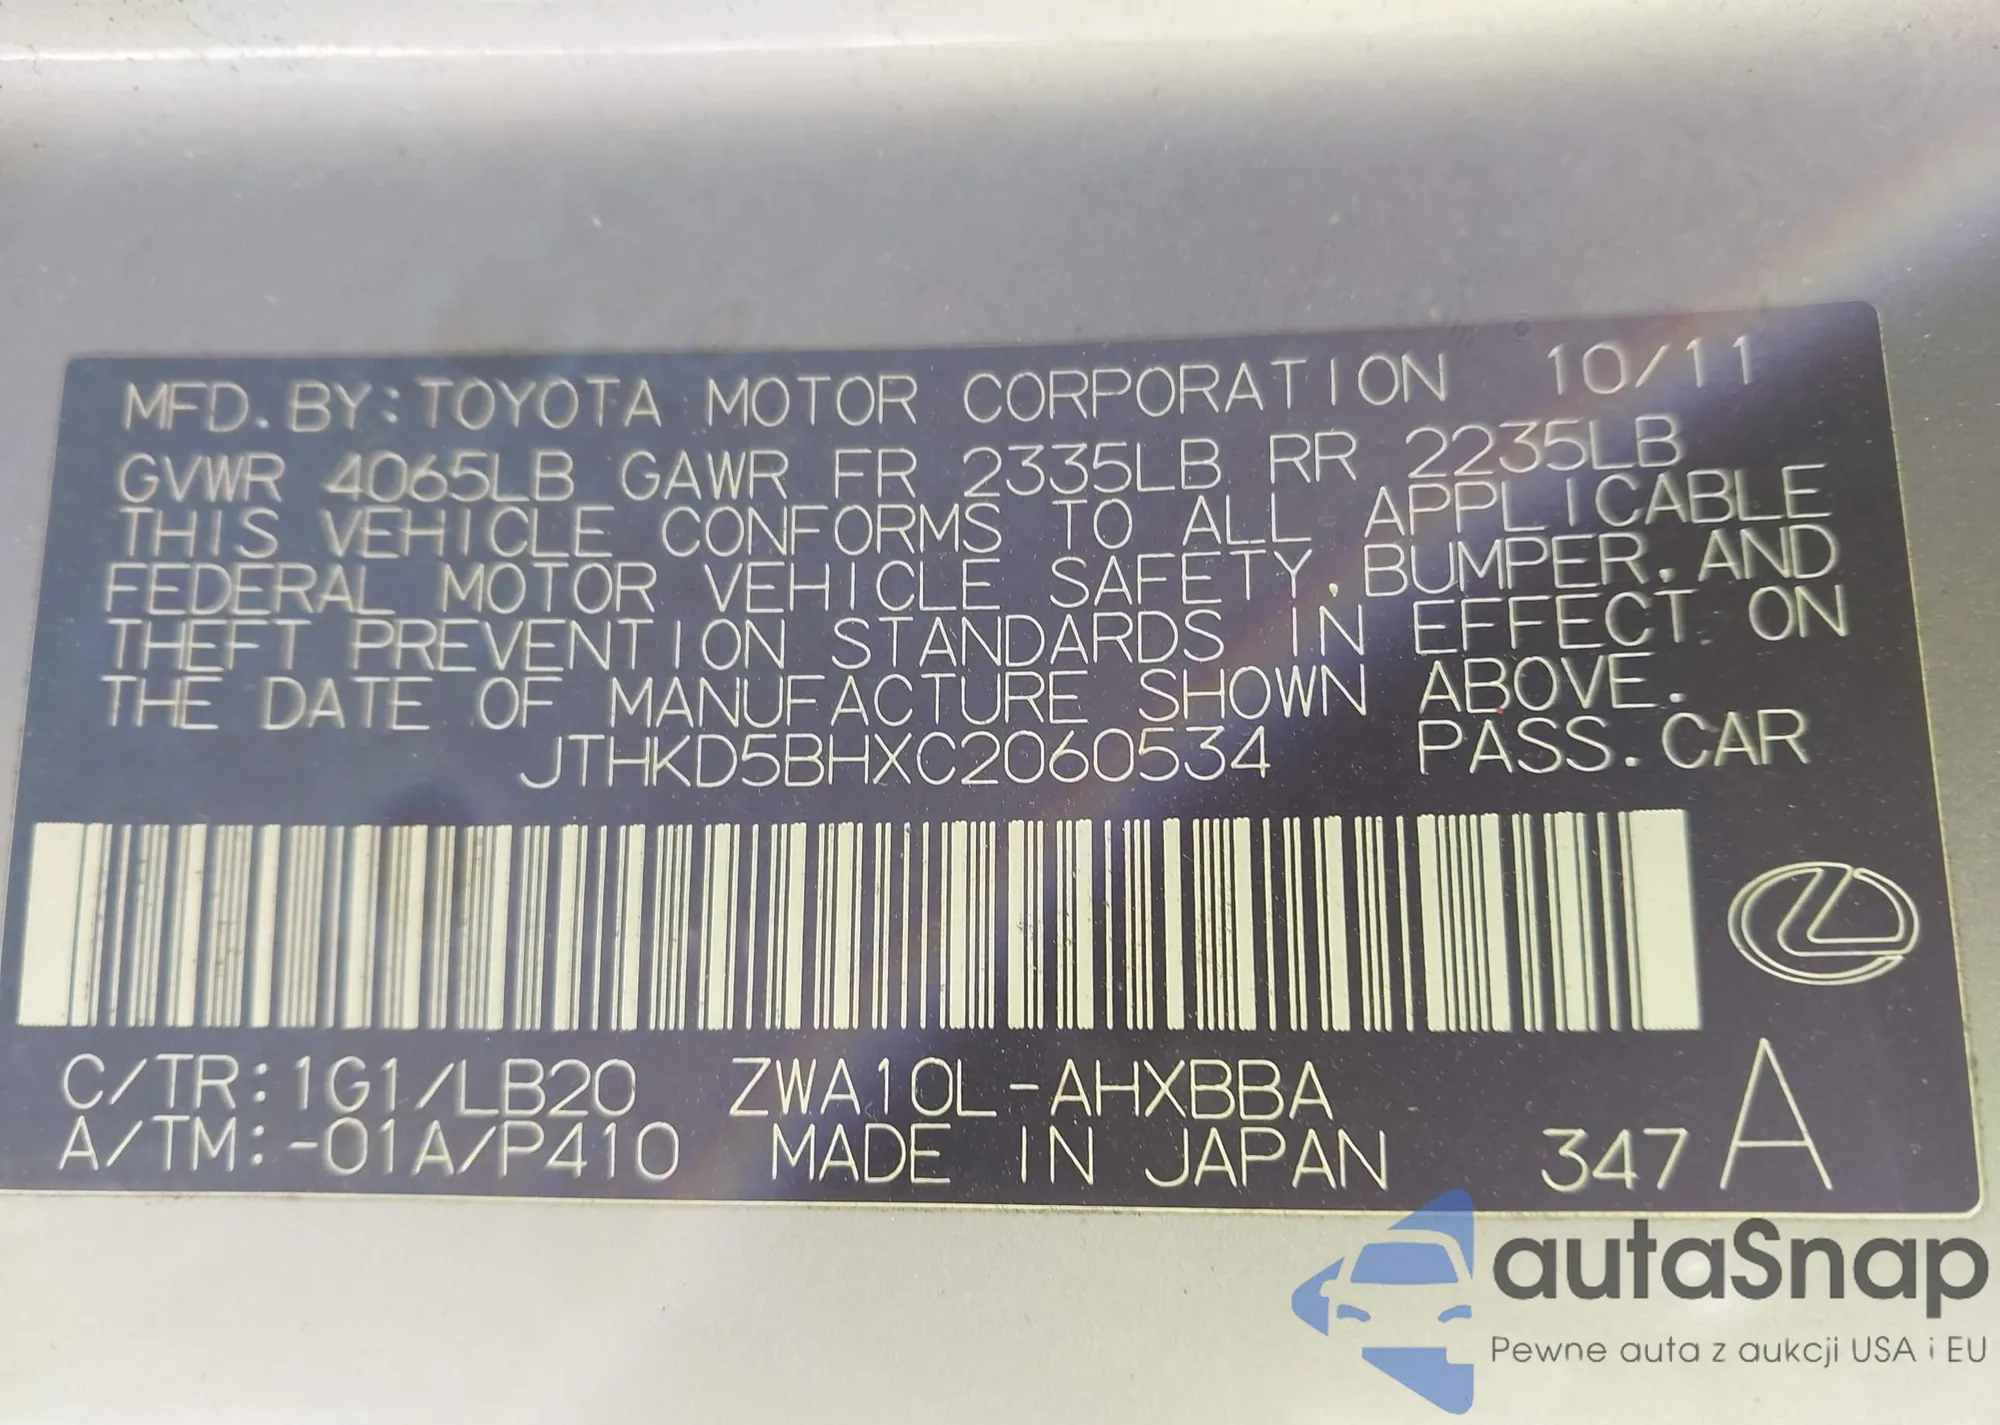 MFD. BY: TOYOTA MOTOR CORPORATION 10/11
GVWR 4065LB GAWR FR 2335LB RR 2235LB
THIS VEHICLE CONFORMS TO ALL APPLICABLE
FEDERAL MOTOR VEHICLE SAFETY, BUMPER, AND
THEFT PREVENTION STANDARDS IN EFFECT ON
THE DATE OF MANUFACTURE SHOWN ABOVE.
JTHKD5BHXC2060534 PASS. CAR
C/TR: 1G1/LB20 ZWA10L-AHXBBA
A/TM: -01A/P410 MADE IN JAPAN 347 A
autaSnap
Pewne auta z aukcji USA i EU